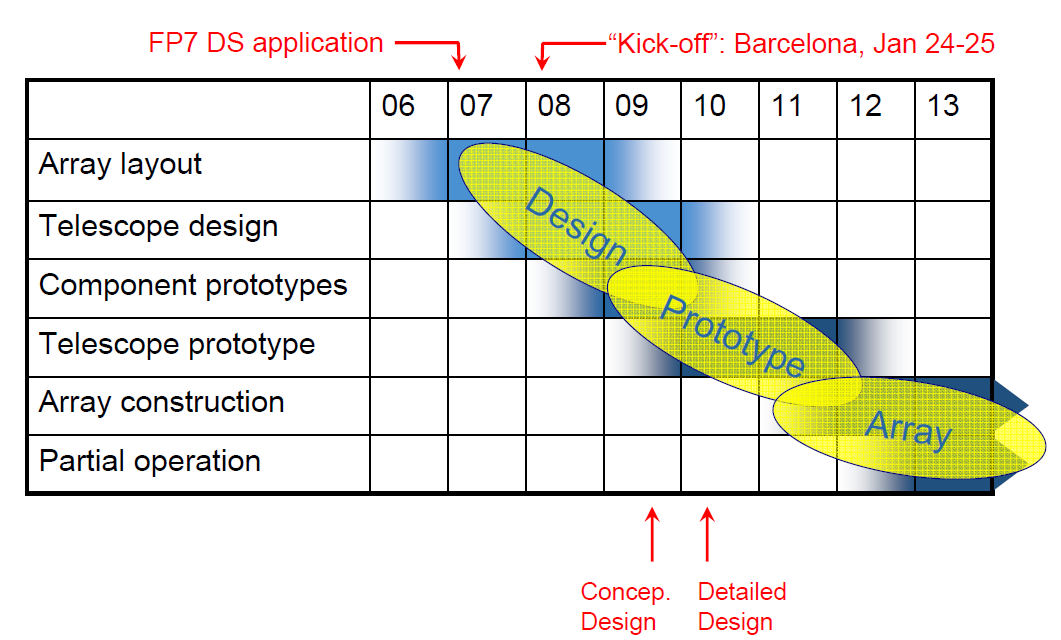 FP7 DS application
“Kick-off”: Barcelona, Jan 24-25
06 07 08 09 10 11 12 13
Array layout
Telescope design
Component prototypes
Telescope prototype
Array construction
Partial operation
Design
Prototype
Array
Concep.
Design
Detailed
Design